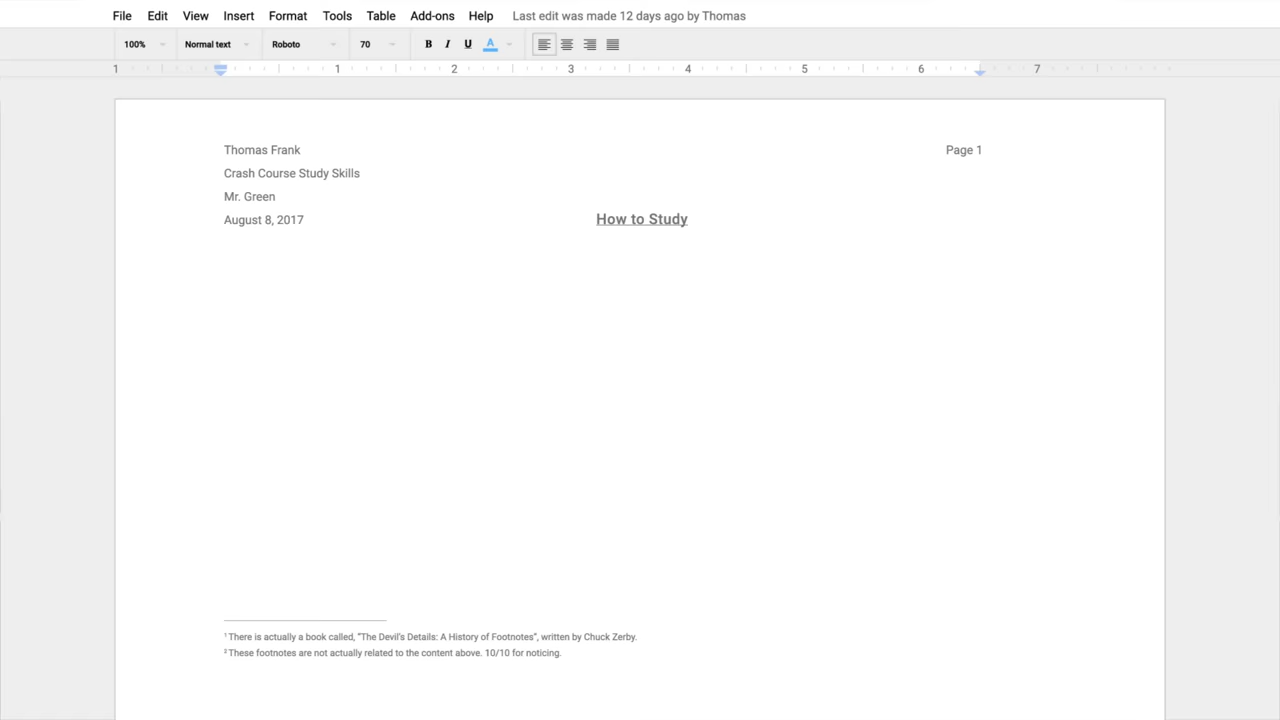 File Edit View Insert Format Tools Table Add-ons Help Last edit was made 12 days ago by Thomas
100% Normal text Roboto 70 B I U A
1 1 2 3 4 5 6 7
Thomas Frank Page 1
Crash Course Study Skills
Mr. Green
August 8, 2017 How to Study
¹ There is actually a book called, "The Devil's Details: A History of Footnotes", written by Chuck Zerby.
² These footnotes are not actually related to the content above. 10/10 for noticing.